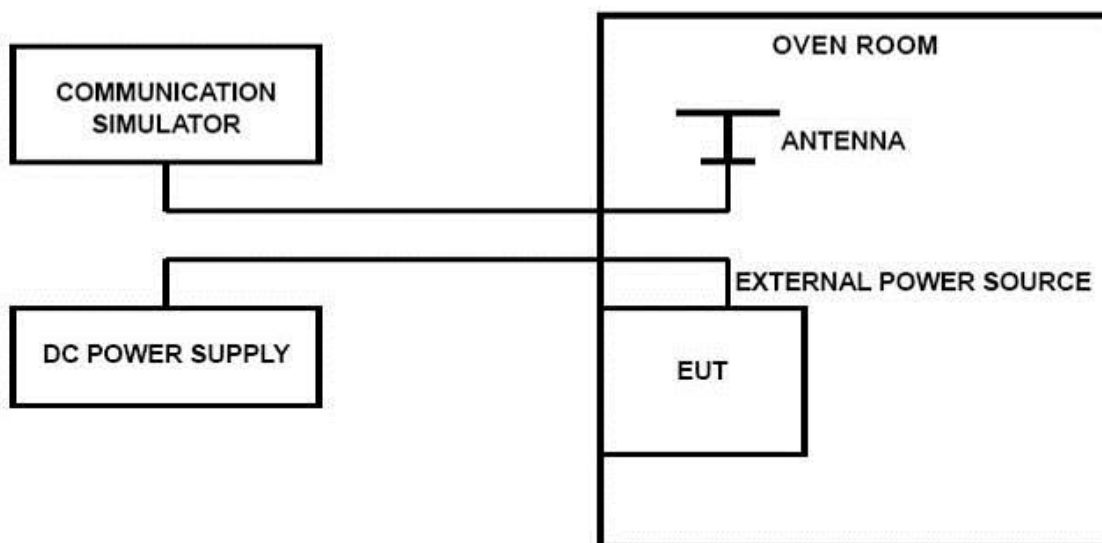 OVEN ROOM
COMMUNICATION
SIMULATOR
ANTENNA
EXTERNAL POWER SOURCE
DC POWER SUPPLY
EUT